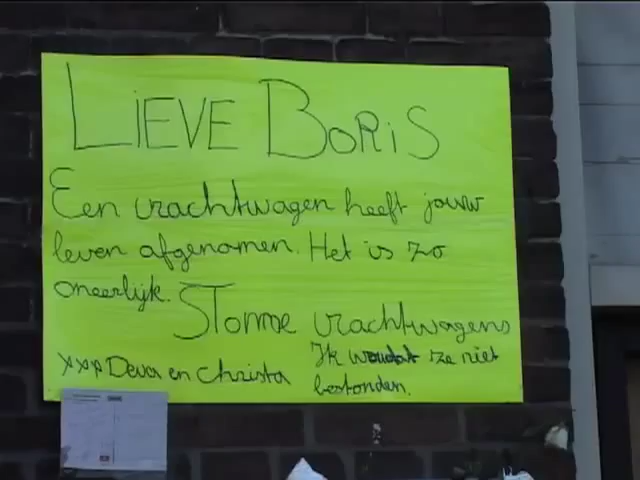 LIEVE BORIS
Een vrachtwagen heeft jouw
leven afgenomen. Het is zo
oneerlijk.
STomme vrachtwagens
xxxp Deva en Christa
Ik wou dat ze niet
bestonden.